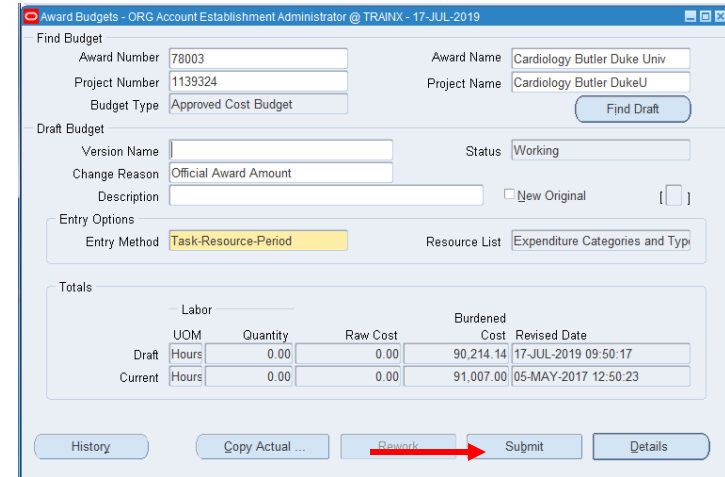 Award Budgets - ORG Account Establishment Administrator @ TRAINX - 17-JUL-2019
Find Budget
Award Number 78003 Award Name Cardiology Butler Duke Univ
Project Number 1139324 Project Name Cardiology Butler DukeU
Budget Type Approved Cost Budget Find Draft
Draft Budget
Version Name Status Working
Change Reason Official Award Amount
Description New Original [ ]
Entry Options
Entry Method Task-Resource-Period Resource List Expenditure Categories and Typ
Totals
Labor
Burdened
UOM Quantity Raw Cost Cost Revised Date
Draft Hours 0.00 0.00 90,214.14 17-JUL-2019 09:50:17
Current Hours 0.00 0.00 91,007.00 05-MAY-2017 12:50:23
History Copy Actual ... Rework Submit Details